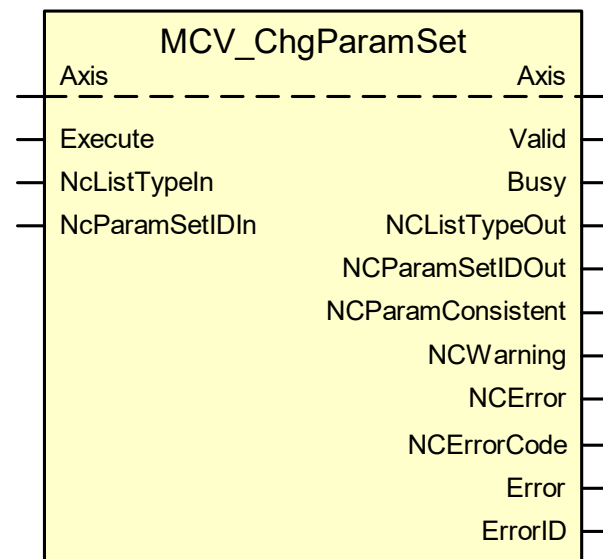 MCV_ChgParamSet
Axis Axis
Execute Valid
NcListTypeIn Busy
NcParamSetIDIn NCListTypeOut
NCParamSetIDOut
NCParamConsistent
NCWarning
NCError
NCErrorCode
Error
ErrorID